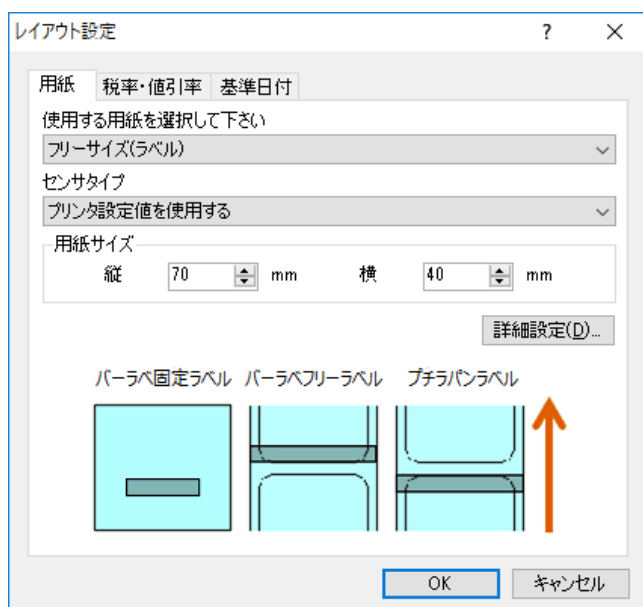 レイアウト設定 ?
用紙 税率・値引率 基準日付
使用する用紙を選択して下さい
フリーサイズ(ラベル)
センサタイプ
プリンタ設定値を使用する
用紙サイズ
縦 70 mm 横 40 mm
詳細設定(D)...
バーラベ固定ラベル バーラベフリーラベル プチラパンラベル
OK キャンセル